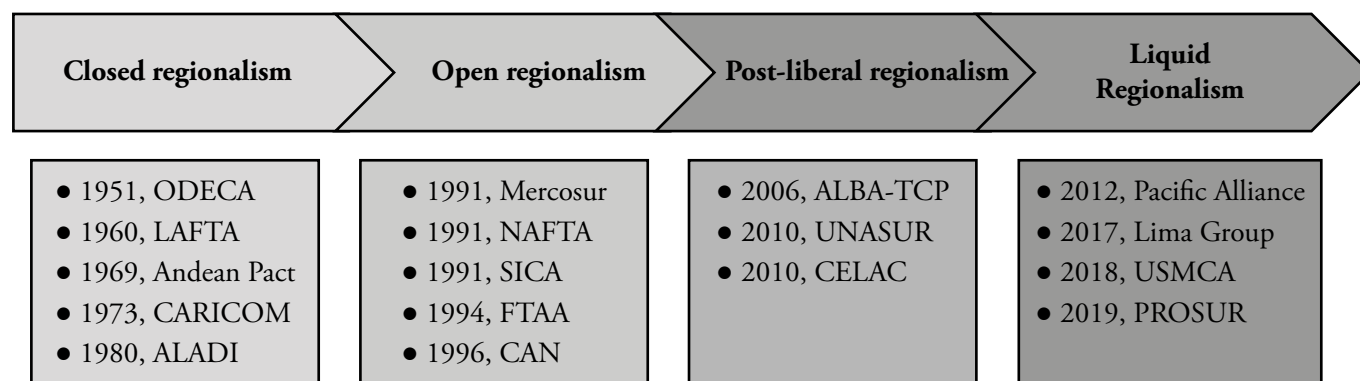 Closed regionalism
Open regionalism
Post-liberal regionalism
Liquid
Regionalism
● 1951, ODECA
● 1960, LAFTA
● 1969, Andean Pact
● 1973, CARICOM
● 1980, ALADI
● 1991, Mercosur
● 1991, NAFTA
● 1991, SICA
● 1994, FTAA
● 1996, CAN
● 2006, ALBA-TCP
● 2010, UNASUR
● 2010, CELAC
● 2012, Pacific Alliance
● 2017, Lima Group
● 2018, USMCA
● 2019, PROSUR